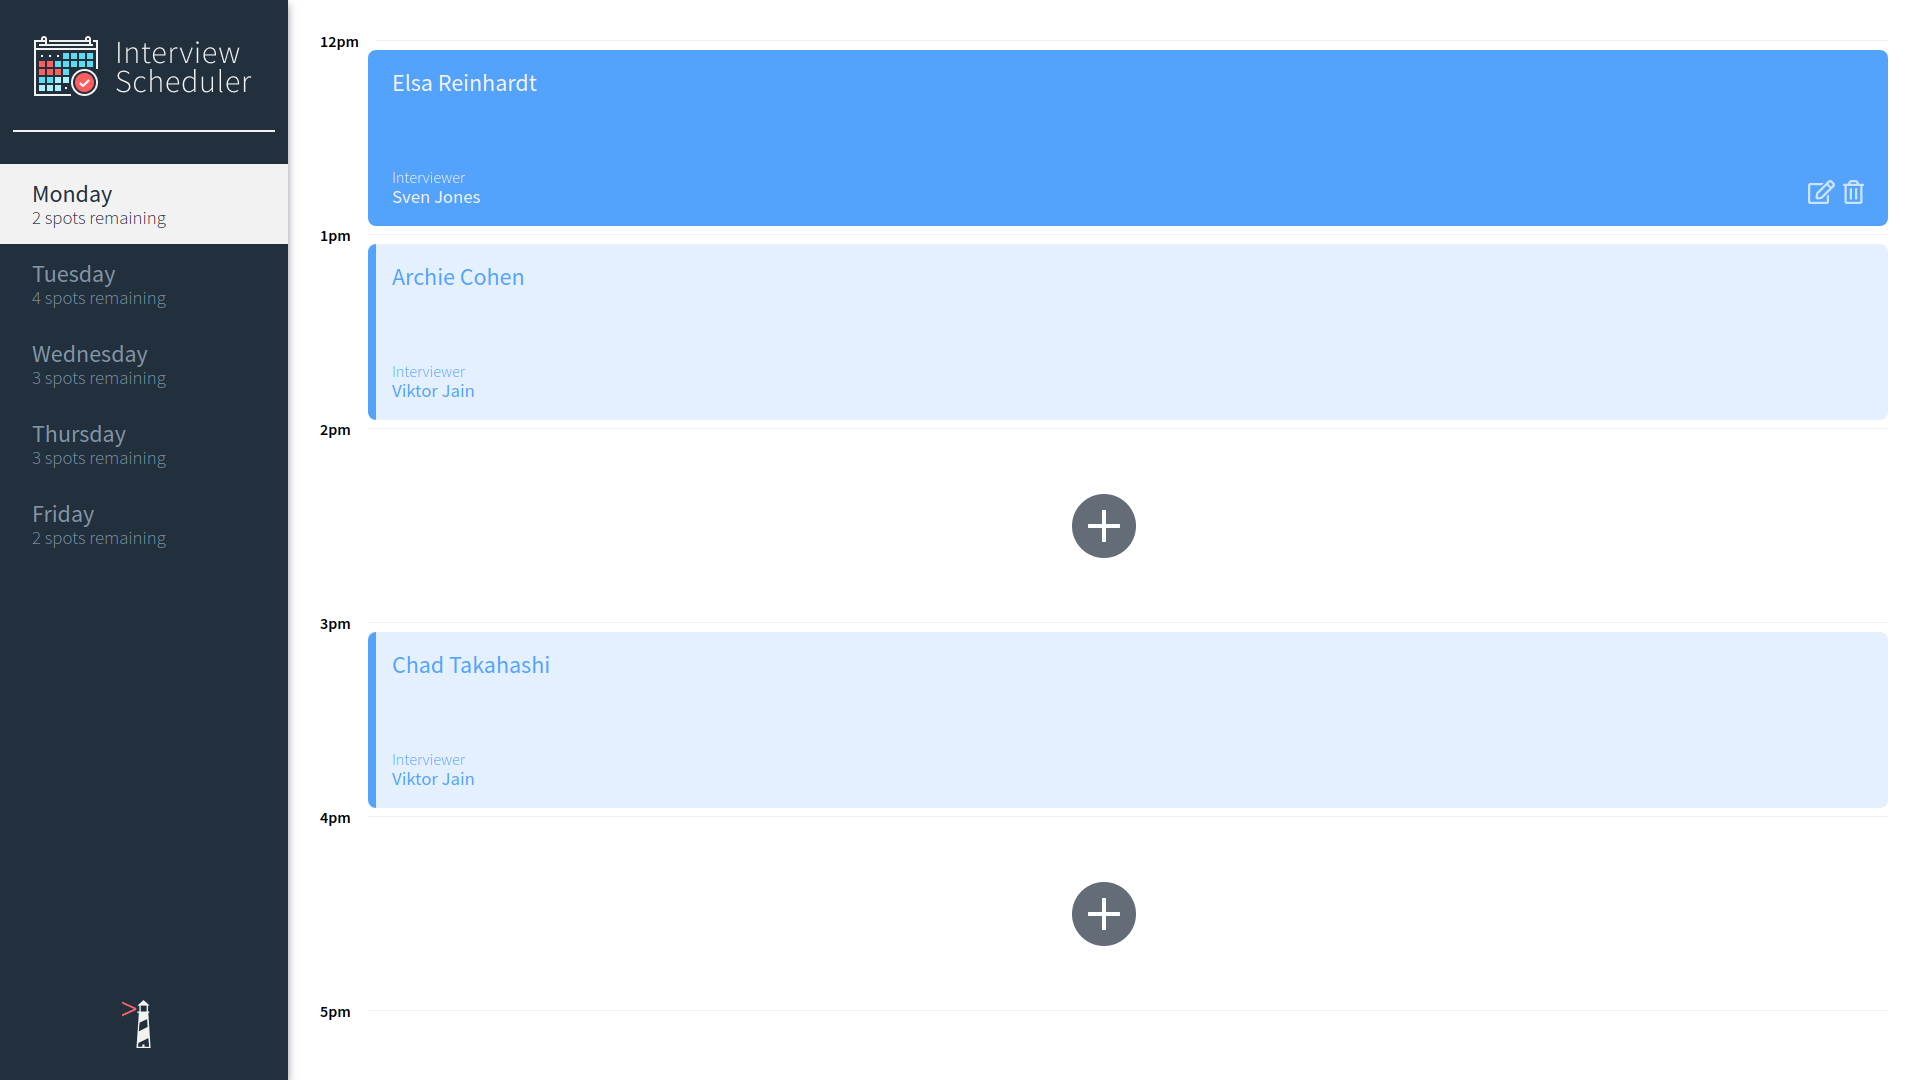 Interview
Scheduler
Monday
2 spots remaining
Tuesday
4 spots remaining
Wednesday
3 spots remaining
Thursday
3 spots remaining
Friday
2 spots remaining
12pm
Elsa Reinhardt
Interviewer
Sven Jones
1pm
Archie Cohen
Interviewer
Viktor Jain
2pm
3pm
Chad Takahashi
Interviewer
Viktor Jain
4pm
5pm